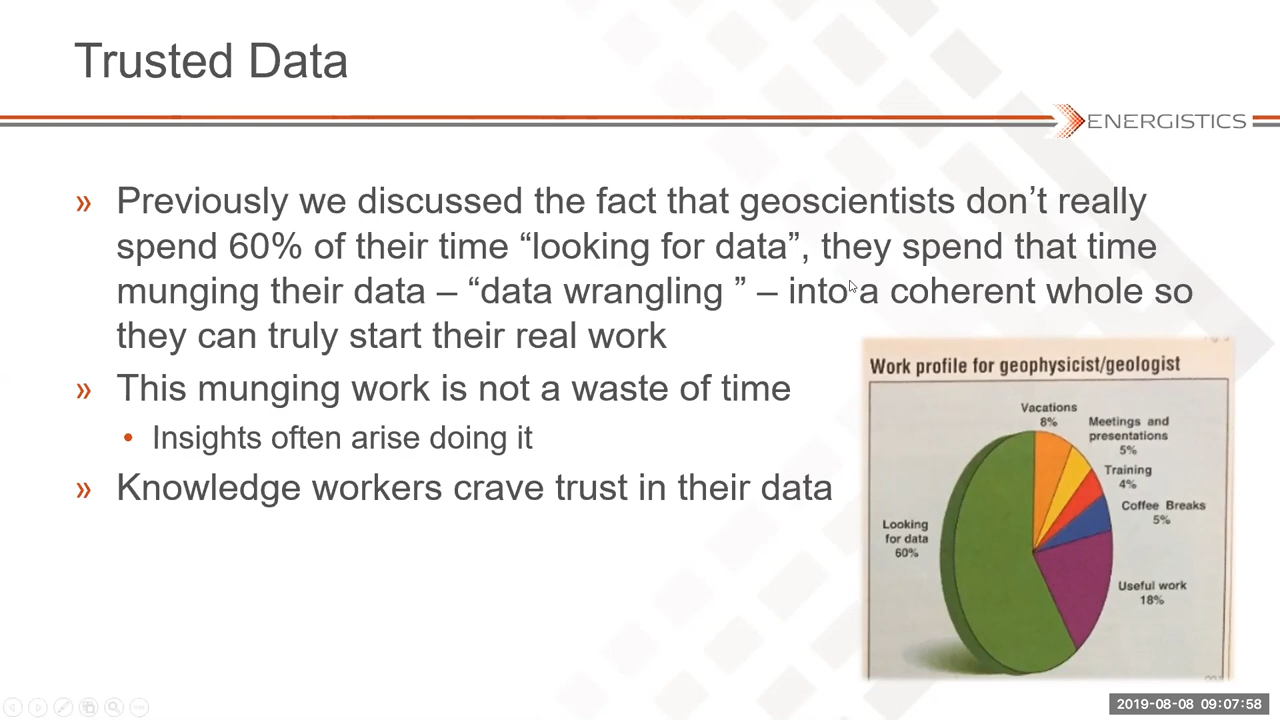 Trusted Data
ENERGISTICS
» Previously we discussed the fact that geoscientists don’t really
spend 60% of their time “looking for data”, they spend that time
munging their data – “data wrangling ” – into a coherent whole so
they can truly start their real work
» This munging work is not a waste of time
• Insights often arise doing it
» Knowledge workers crave trust in their data
Work profile for geophysicist/geologist
Vacations
8%
Meetings and
presentations
5%
Training
4%
Coffee Breaks
5%
Looking
for data
60%
Useful work
18%
2019-08-08 09:07:58